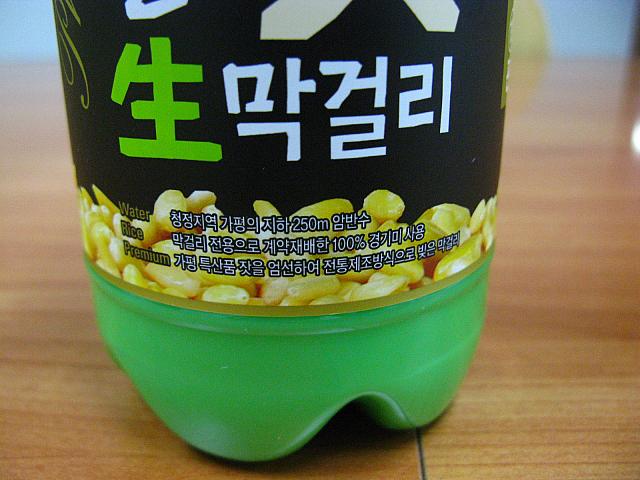 生막걸리
Water 청정지역 가평의 지하 250m 암반수
Rice 막걸리 전용으로 계약재배한 100% 경기미 사용
Premium 가평 특산품 잣을 엄선하여 전통제조방식으로 빚은 막걸리